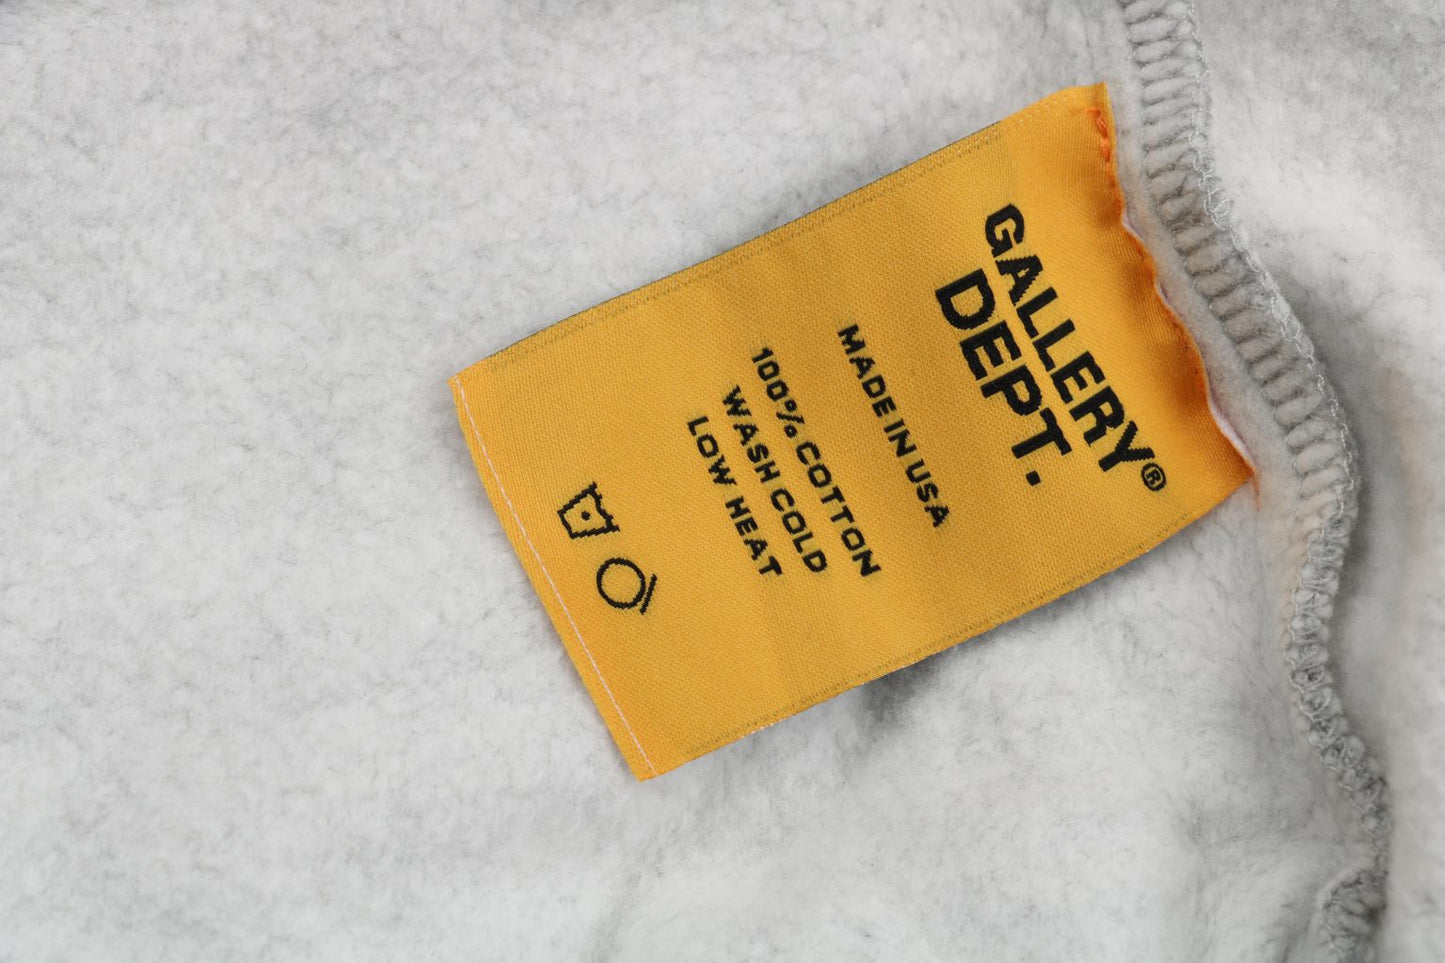 GALLERY®
DEPT.
MADE IN USA
100% COTTON
WASH COLD
LOW HEAT